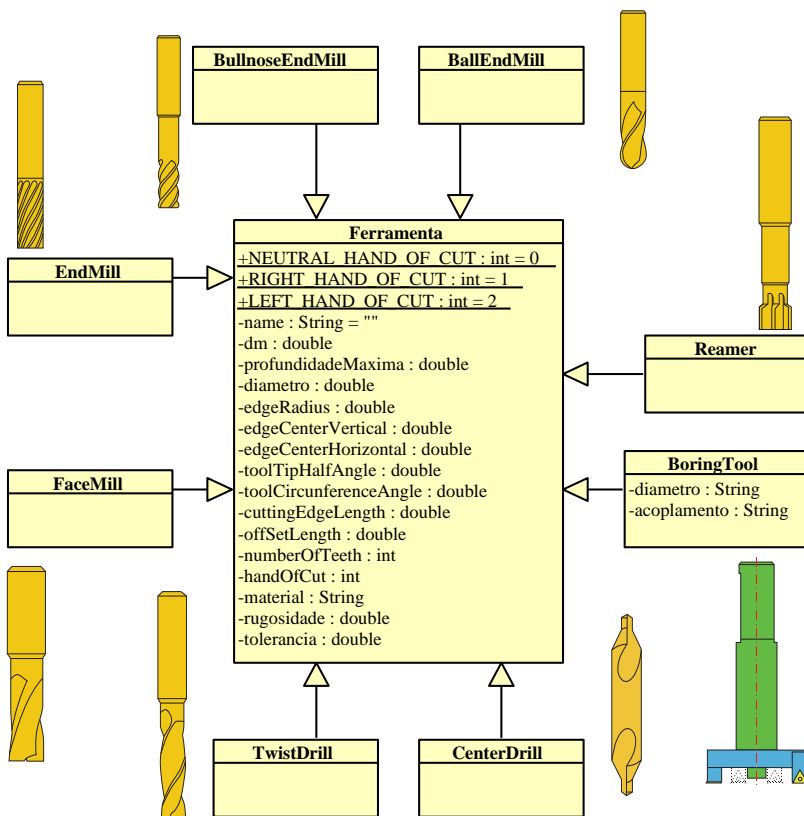 BullnoseEndMill
BallEndMill
Ferramenta
+NEUTRAL_HAND_OF_CUT : int = 0
+RIGHT_HAND_OF_CUT : int = 1
+LEFT_HAND_OF_CUT : int = 2
-name : String = ""
-dm : double
-profundidadeMaxima : double
-diametro : double
-edgeRadius : double
-edgeCenterVertical : double
-edgeCenterHorizontal : double
-toolTipHalfAngle : double
-toolCircunferenceAngle : double
-cuttingEdgeLength : double
-offSetLength : double
-numberOfTeeth : int
-handOfCut : int
-material : String
-rugosidade : double
-tolerancia : double
EndMill
Reamer
FaceMill
BoringTool
-diametro : String
-acoplamento : String
TwistDrill
CenterDrill